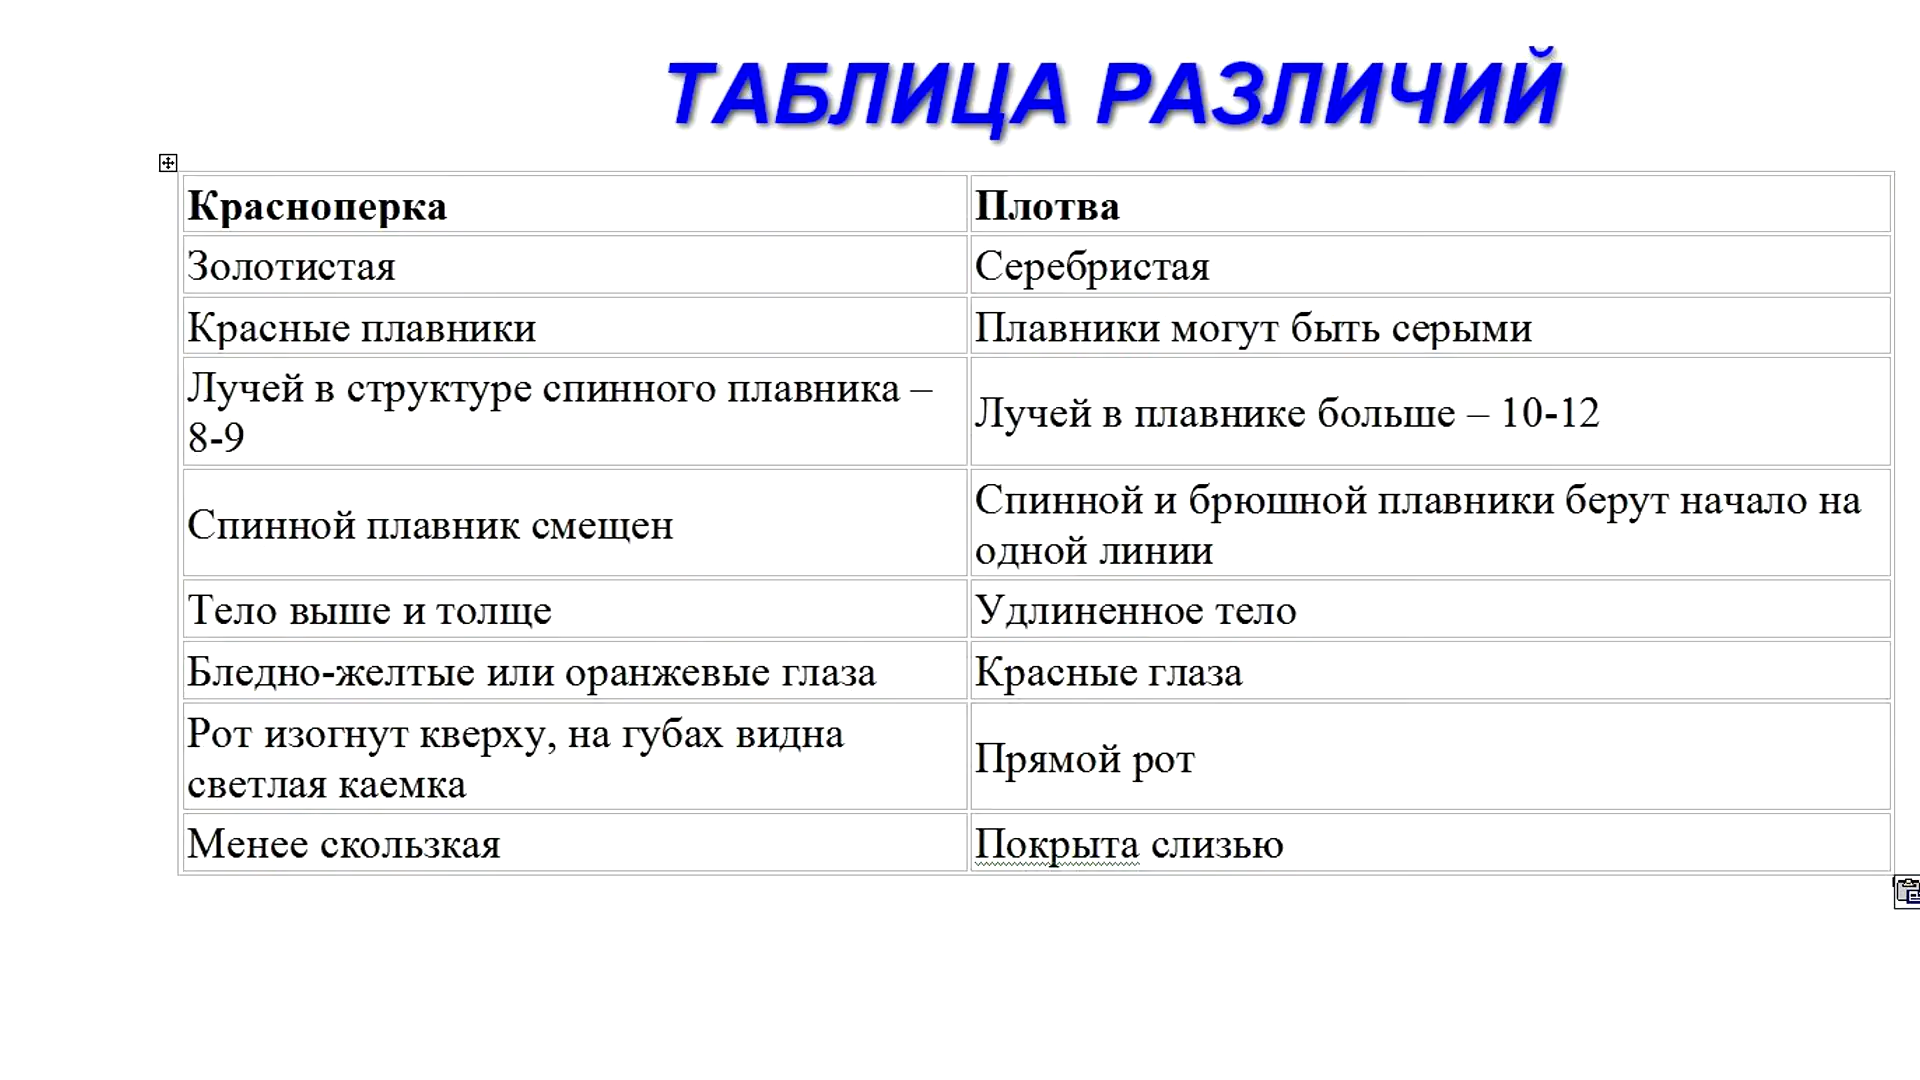 ТАБЛИЦА РАЗЛИЧИЙ
Красноперка
Плотва
Золотистая
Серебристая
Красные плавники
Плавники могут быть серыми
Лучей в структуре спинного плавника –
8-9
Лучей в плавнике больше – 10-12
Спинной плавник смещен
Спинной и брюшной плавники берут начало на
одной линии
Тело выше и толще
Удлиненное тело
Бледно-желтые или оранжевые глаза
Красные глаза
Рот изогнут кверху, на губах видна
светлая каемка
Прямой рот
Менее скользкая
Покрыта слизью